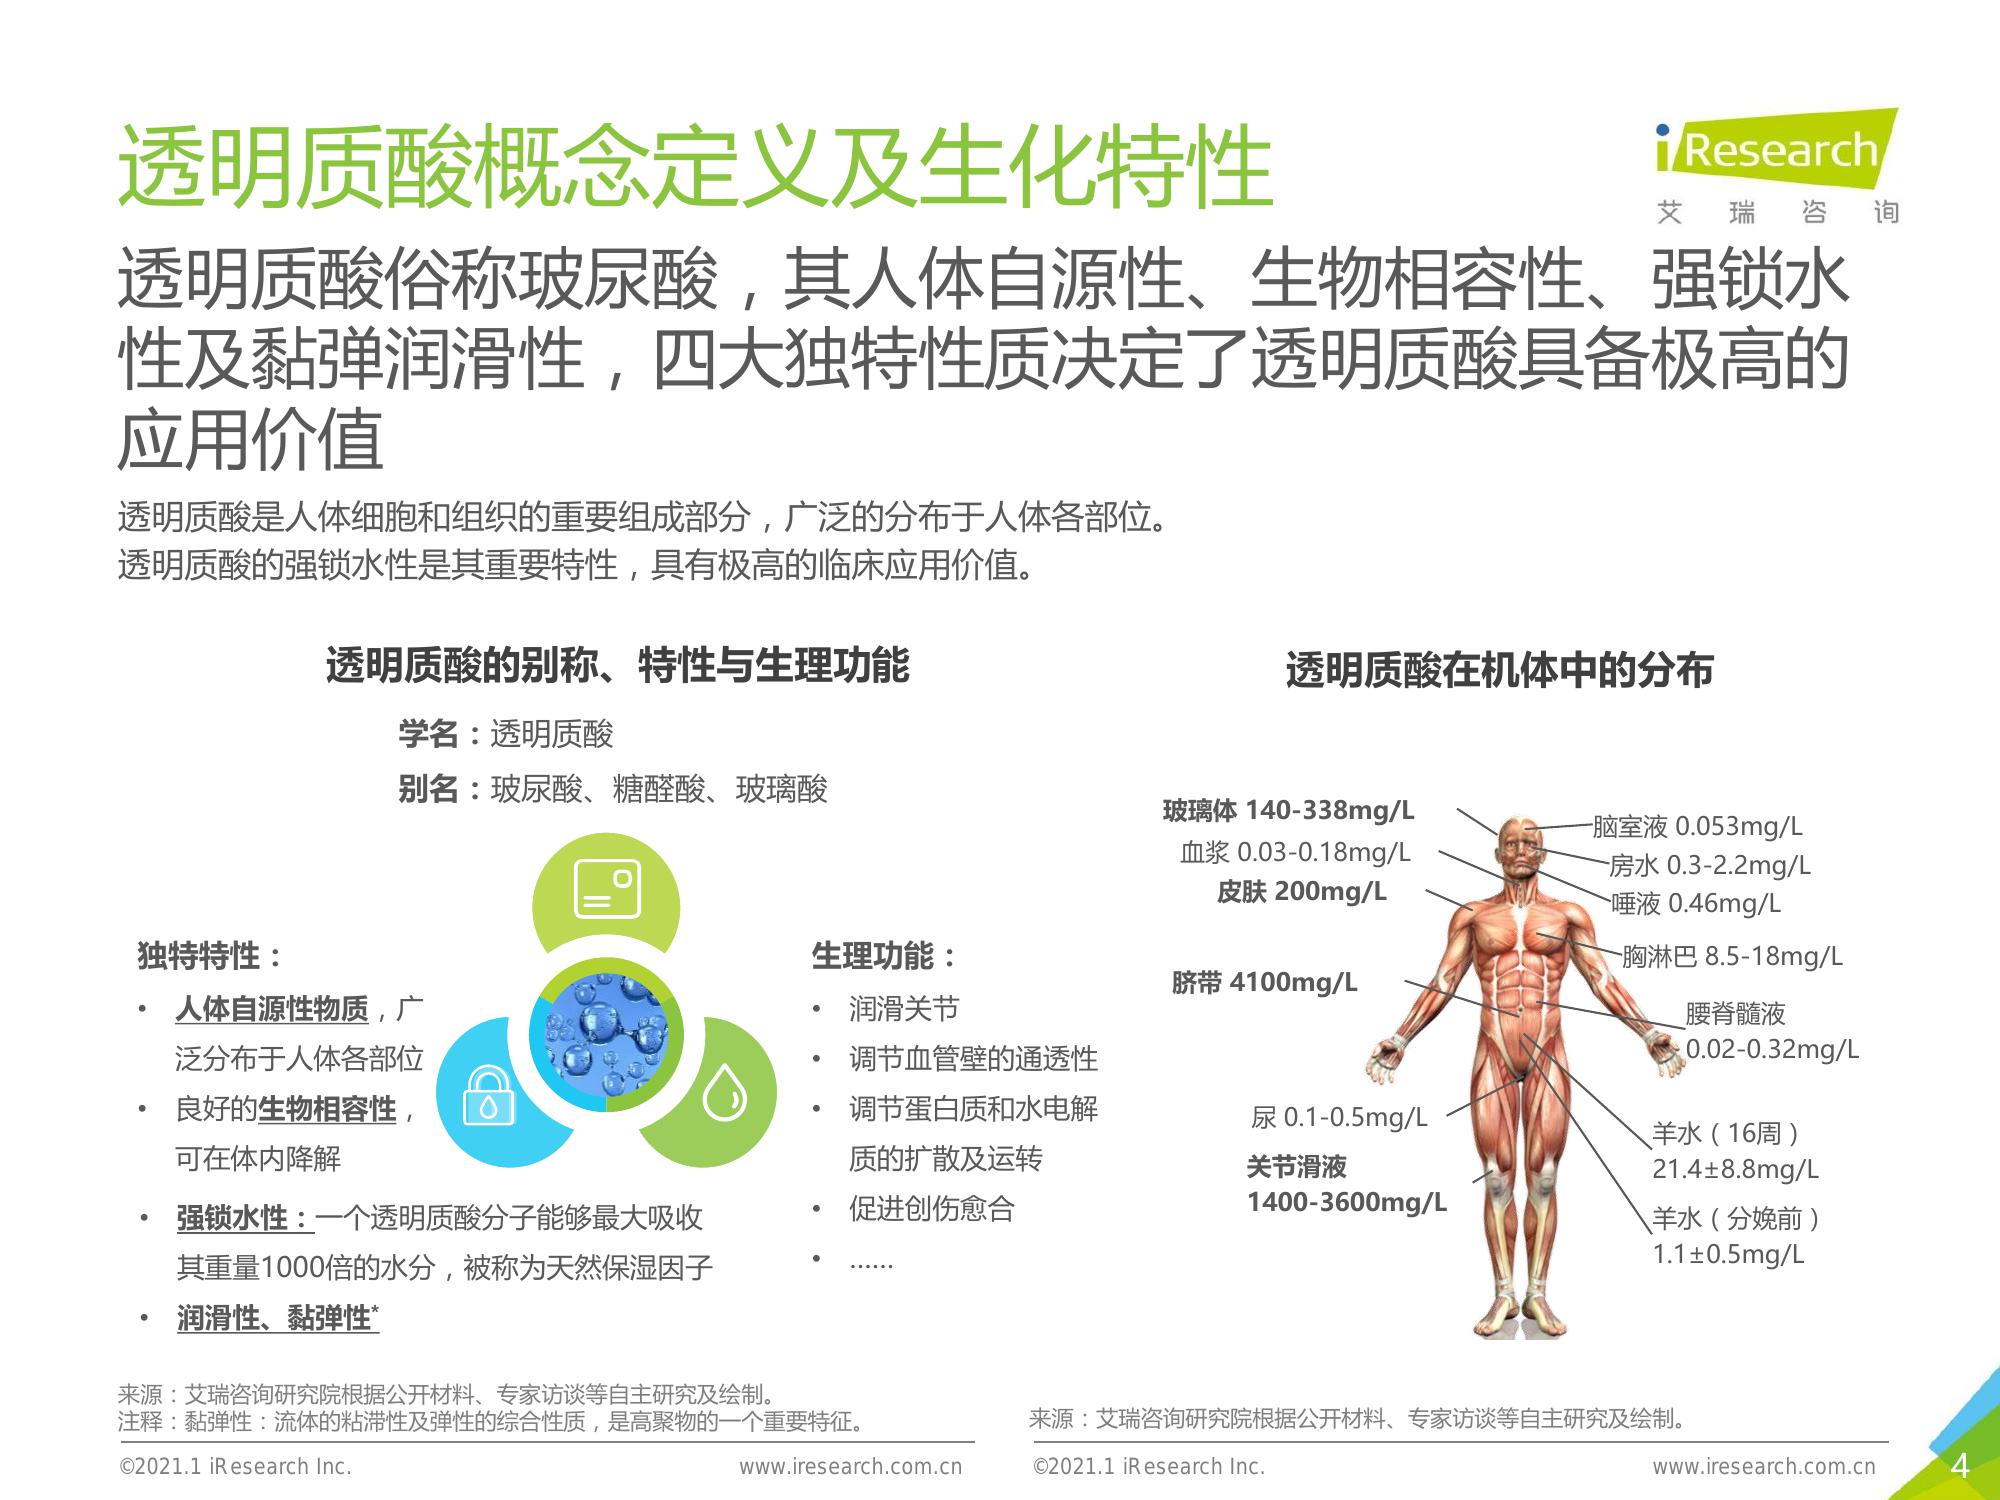 透明质酸概念定义及生化特性
iResearch
艾瑞咨询
透明质酸俗称玻尿酸，其人体自源性、生物相容性、强锁水
性及黏弹润滑性，四大独特性质决定了透明质酸具备极高的
应用价值
透明质酸是人体细胞和组织的重要组成部分，广泛的分布于人体各部位。
透明质酸的强锁水性是其重要特性，具有极高的临床应用价值。
透明质酸的别称、特性与生理功能
学名：透明质酸
别名：玻尿酸、糖醛酸、玻璃酸
独特特性：
• 人体自源性物质，广
泛分布于人体各部位
• 良好的生物相容性，
可在体内降解
• 强锁水性：一个透明质酸分子能够最大吸收
其重量1000倍的水分，被称为天然保湿因子
• 润滑性、黏弹性*
生理功能：
• 润滑关节
• 调节血管壁的通透性
• 调节蛋白质和水电解
质的扩散及运转
• 促进创伤愈合
• ......
透明质酸在机体中的分布
玻璃体 140-338mg/L
血浆 0.03-0.18mg/L
皮肤 200mg/L
脐带 4100mg/L
尿 0.1-0.5mg/L
关节滑液
1400-3600mg/L
脑室液 0.053mg/L
房水 0.3-2.2mg/L
唾液 0.46mg/L
胸淋巴 8.5-18mg/L
腰脊髓液
0.02-0.32mg/L
羊水（16周）
21.4±8.8mg/L
羊水（分娩前）
1.1±0.5mg/L
来源：艾瑞咨询研究院根据公开材料、专家访谈等自主研究及绘制。
注释：黏弹性：流体的粘滞性及弹性的综合性质，是高聚物的一个重要特征。
来源：艾瑞咨询研究院根据公开材料、专家访谈等自主研究及绘制。
©2021.1 iResearch Inc.
www.iresearch.com.cn
©2021.1 iResearch Inc.
www.iresearch.com.cn
4